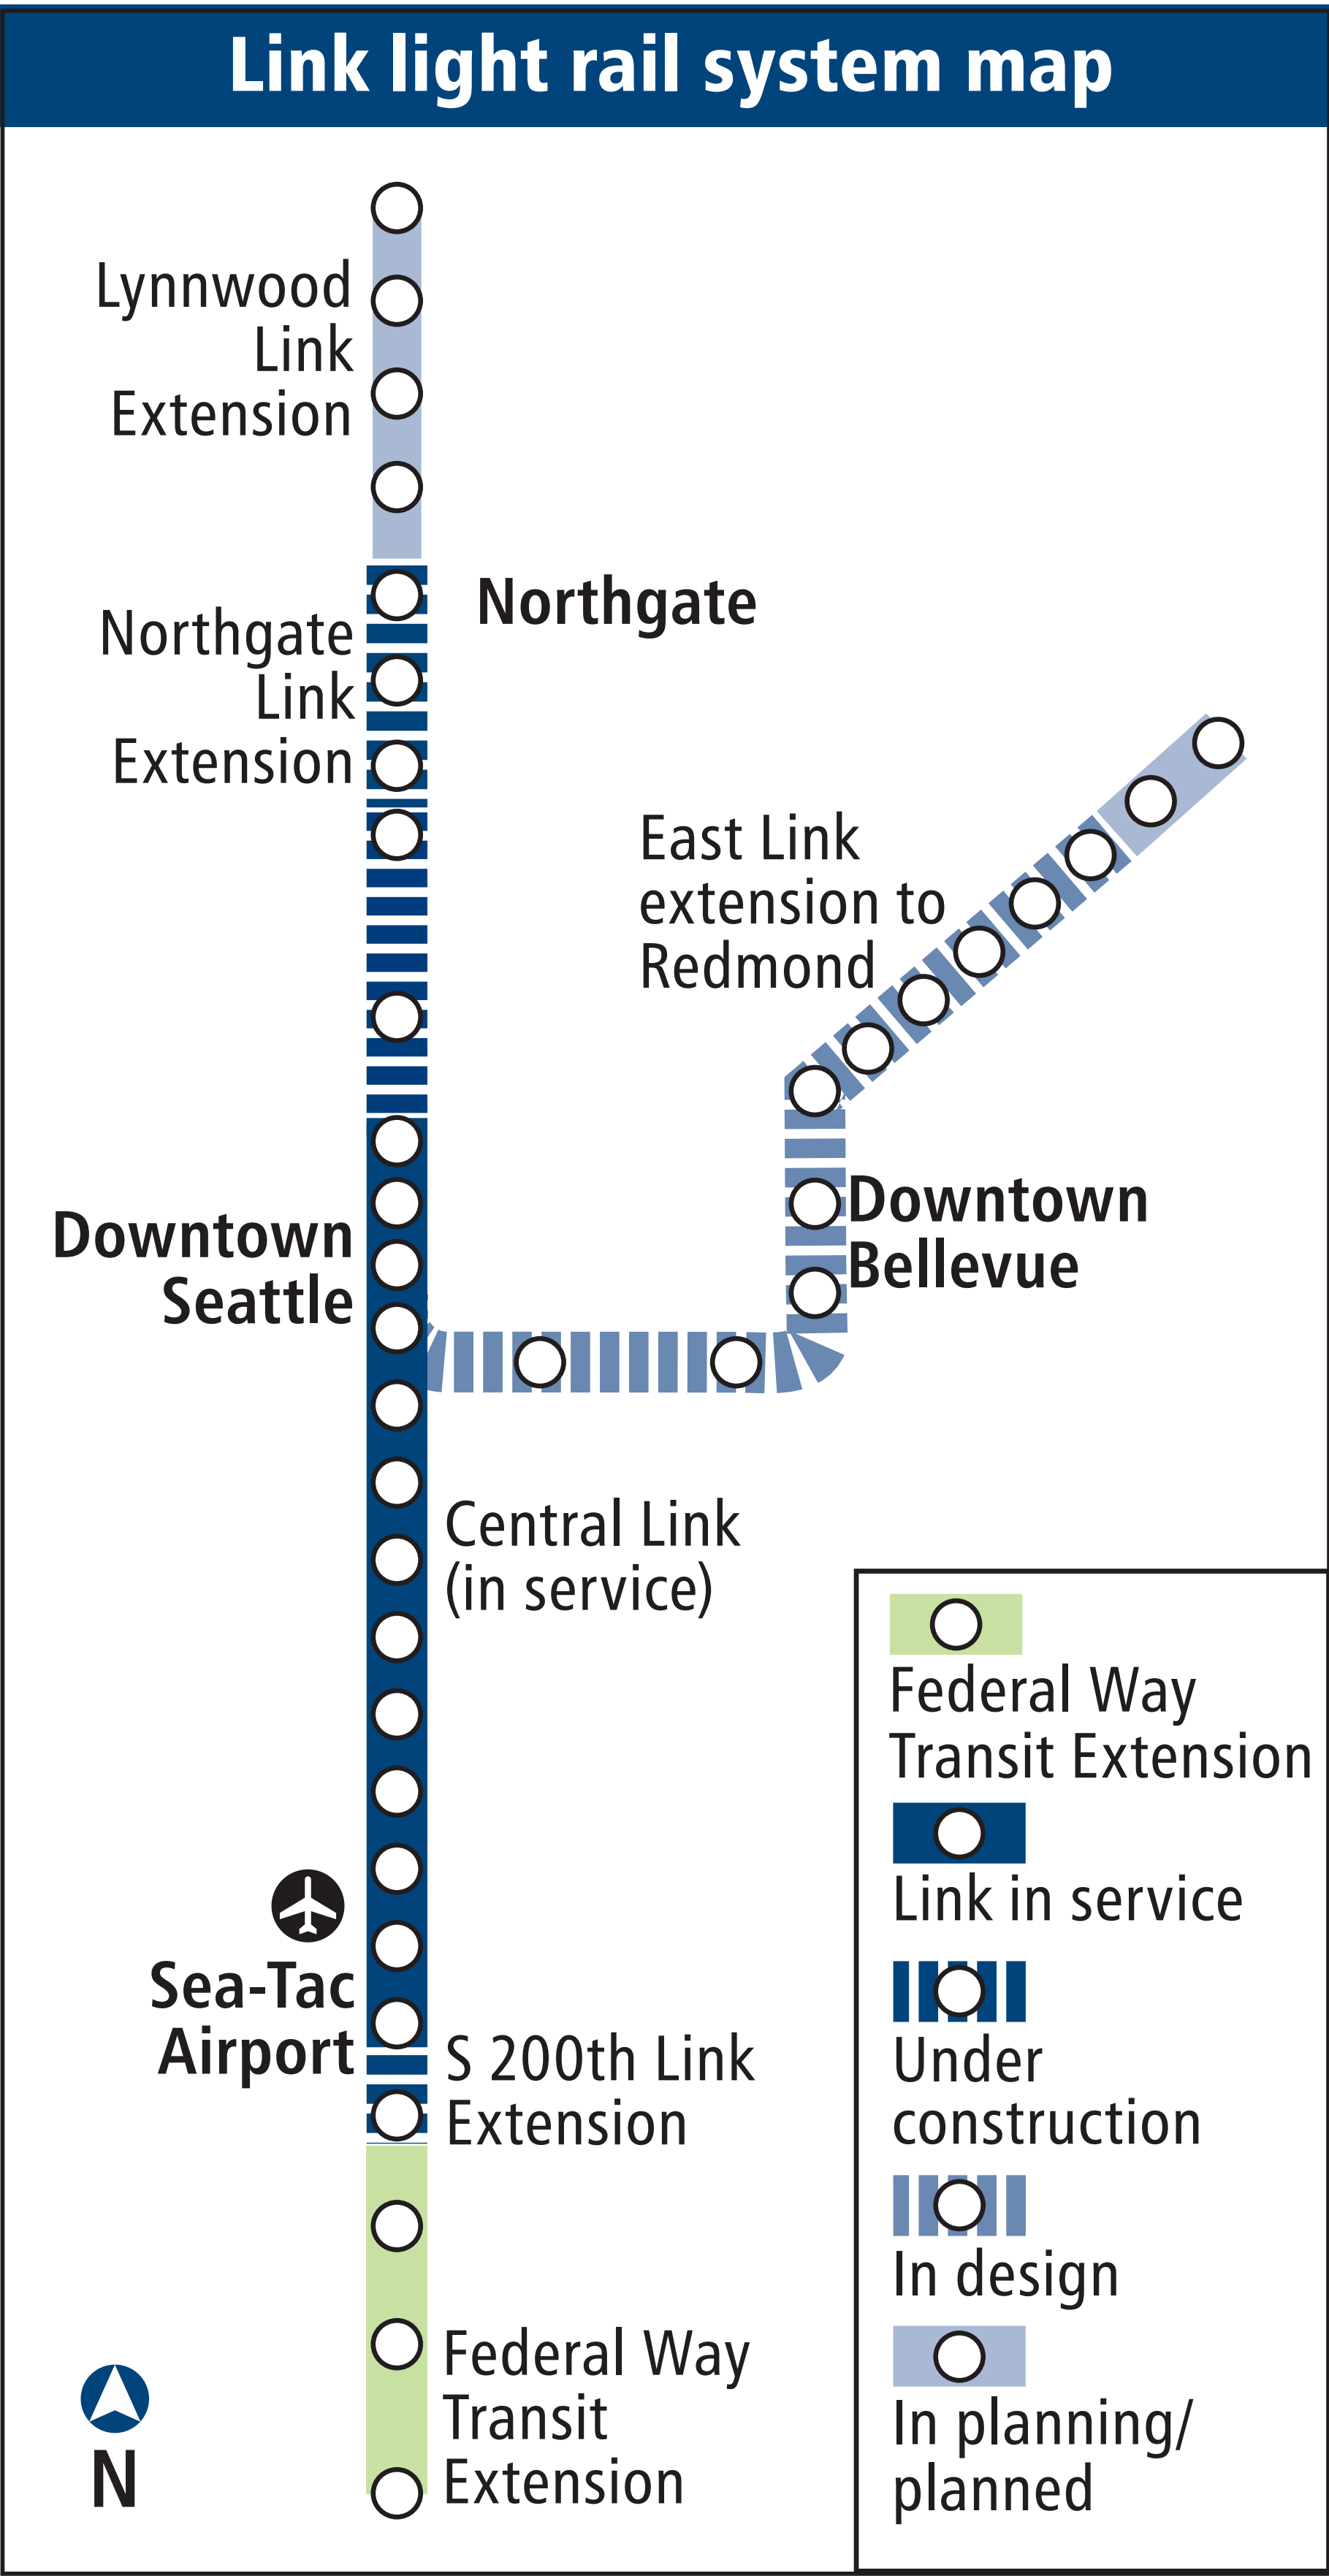 Link light rail system map
Lynnwood
Link
Extension
Northgate
Northgate
Link
Extension
East Link
extension to
Redmond
Downtown
Seattle
Downtown
Bellevue
Central Link
(in service)
Sea-Tac
Airport
S 200th Link
Extension
Federal Way
Transit
Extension
N
Federal Way
Transit Extension
Link in service
Under
construction
In design
In planning/
planned